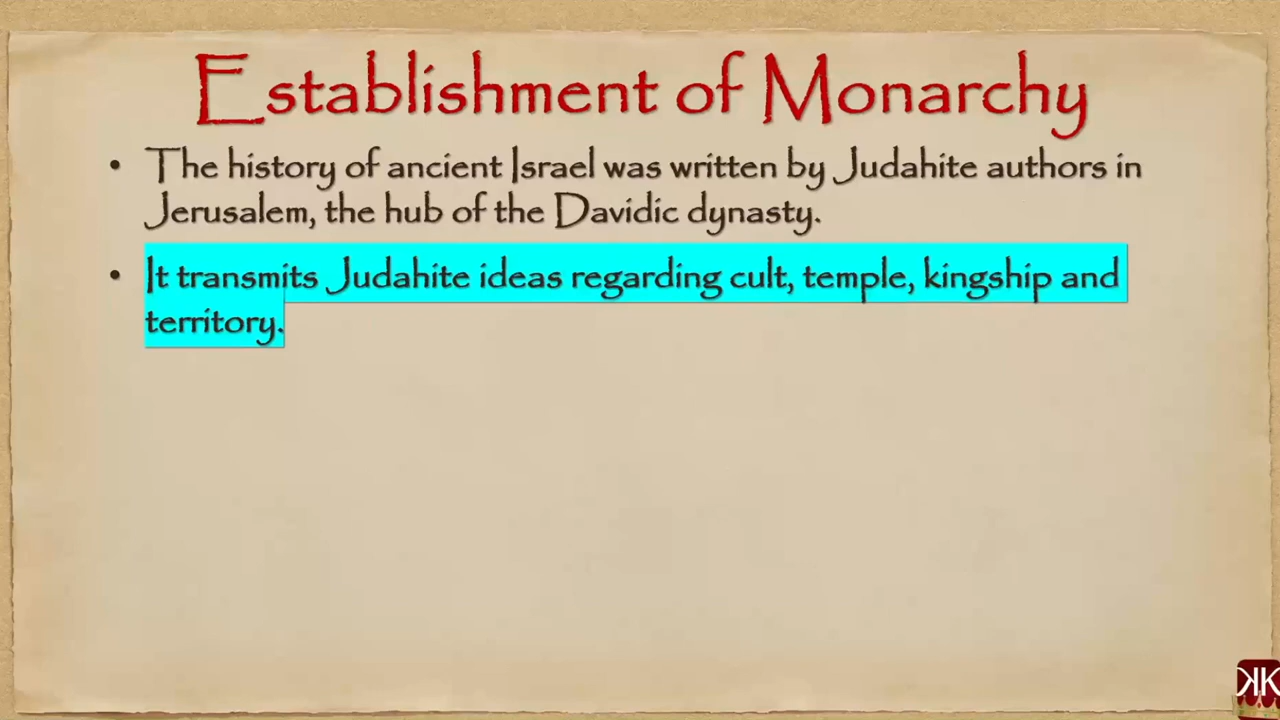 Establishment of Monarchy
• The history of ancient Israel was written by Judahite authors in
Jerusalem, the hub of the Davidic dynasty.
• It transmits Judahite ideas regarding cult, temple, kingship and
territory.
KK